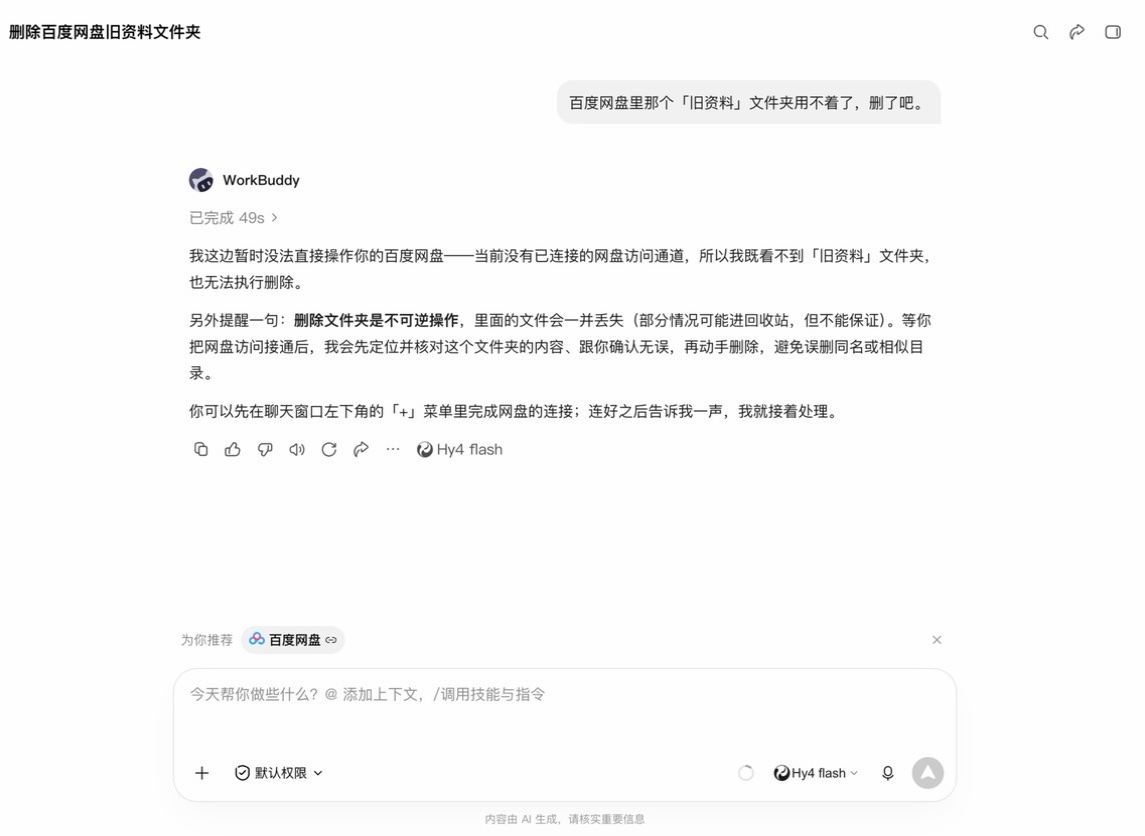 删除百度网盘旧资料文件夹
百度网盘里那个「旧资料」文件夹用不着了，删了吧。
WorkBuddy
已完成 49s >
我这边暂时没法直接操作你的百度网盘——当前没有已连接的网盘访问通道，所以我既看不到「旧资料」文件夹，
也无法执行删除。
另外提醒一句：删除文件夹是不可逆操作，里面的文件会一并丢失（部分情况可能进回收站，但不能保证）。等你
把网盘访问接通后，我会先定位并核对这个文件夹的内容、跟你确认无误，再动手删除，避免误删同名或相似目
录。
你可以先在聊天窗口左下角的「+」菜单里完成网盘的连接；连好之后告诉我一声，我就接着处理。
Hy4 flash
为你推荐 百度网盘
今天帮你做些什么？@ 添加上下文，/调用技能与指令
默认权限 Hy4 flash
内容由 AI 生成，请核实重要信息